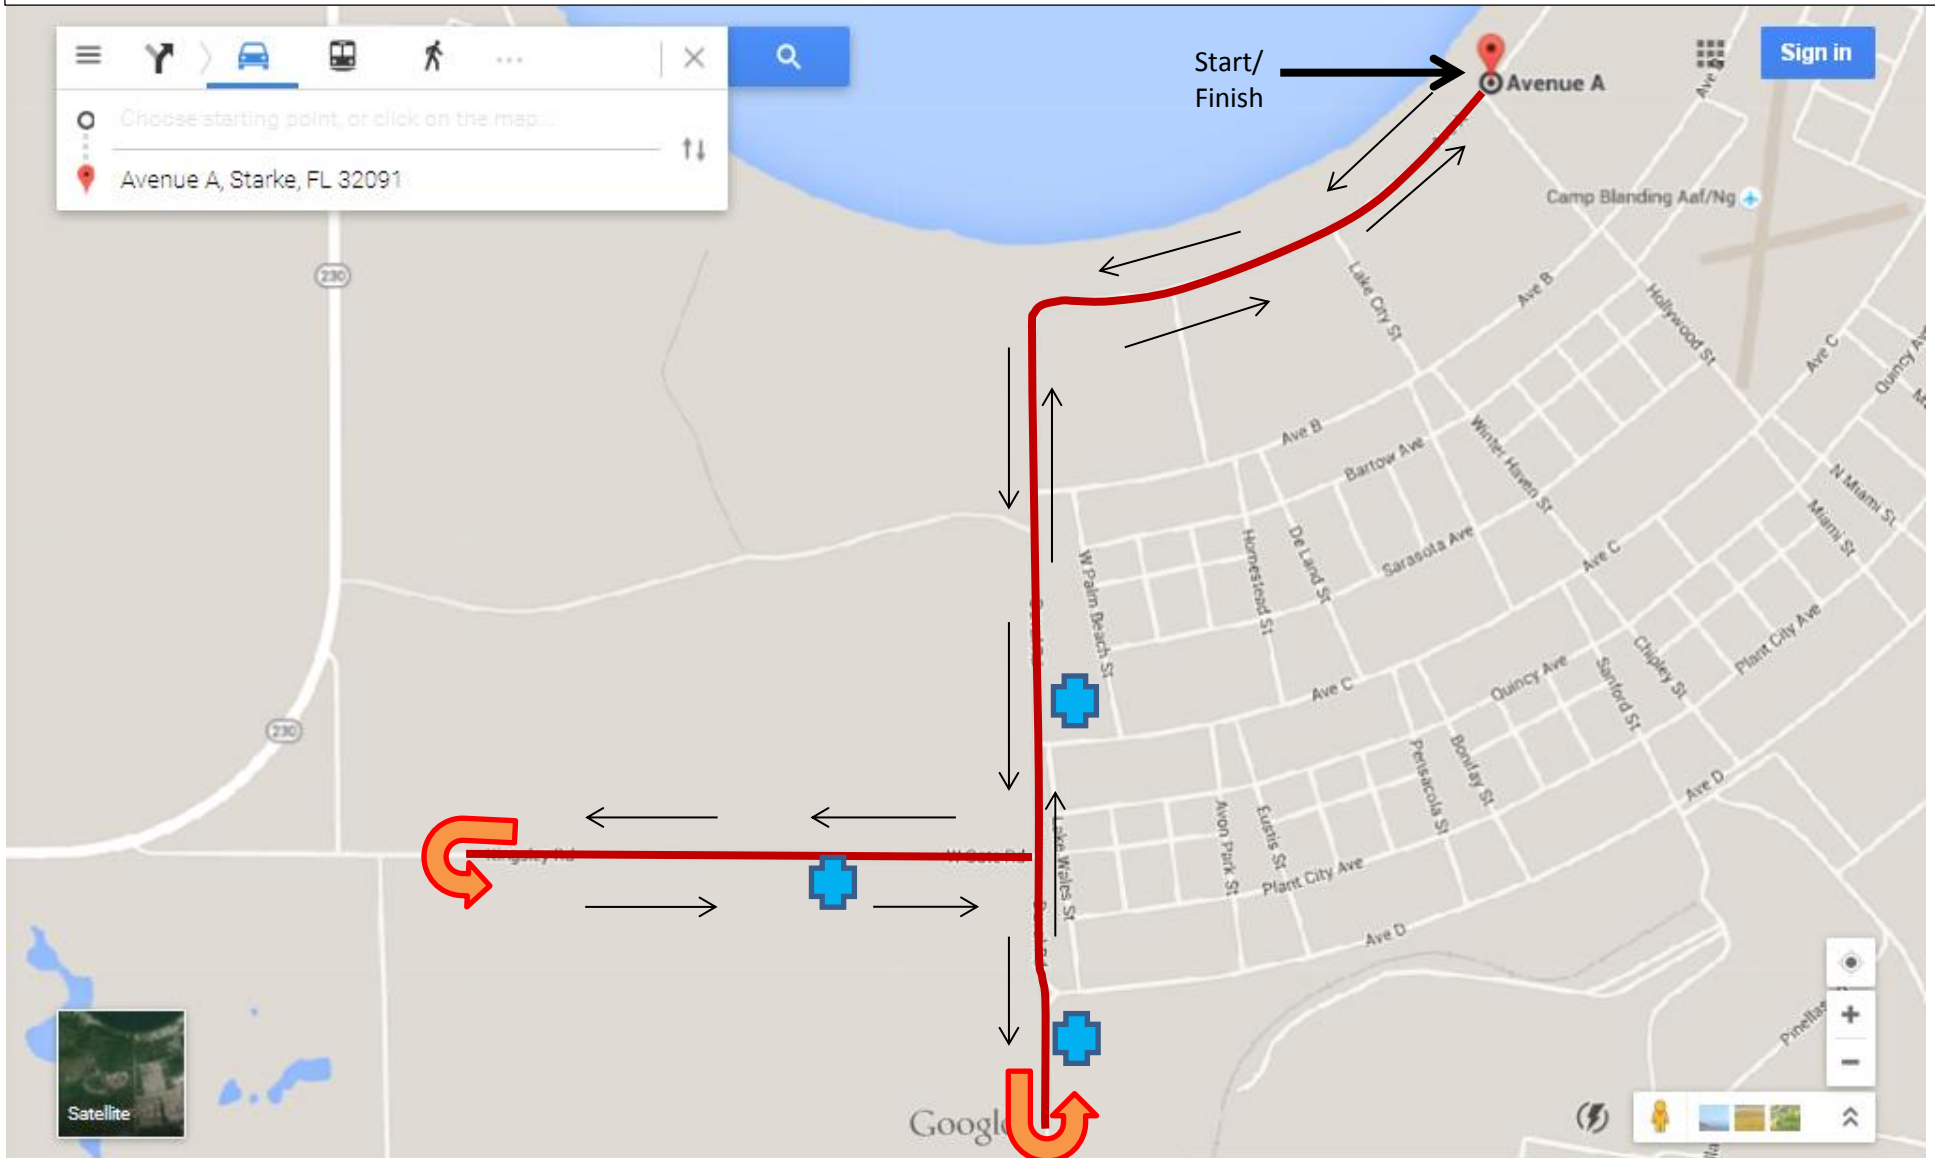 Choose starting point, or click on the map...
Avenue A, Starke, FL 32091
Start/
Finish
Avenue A
Sign in
Camp Blanding Aaf/Ng
230
230
Lake City St
Ave B
Hollywood St
Ave C
Ave B
Bartow Ave
Winter Haven St
N Miami St
Miami St
W Palm Beach St
Homestead St
De Land St
Sarasota Ave
Ave C
Plant City Ave
Chipley St
Sanford St
Quincy Ave
Ave C
Bonifay St
Pensacola St
Ave D
Avon Park St
Eustis St
Lake Wales St
Plant City Ave
Ave D
Kingsley Rd
W Gate Rd
Satellite
Google